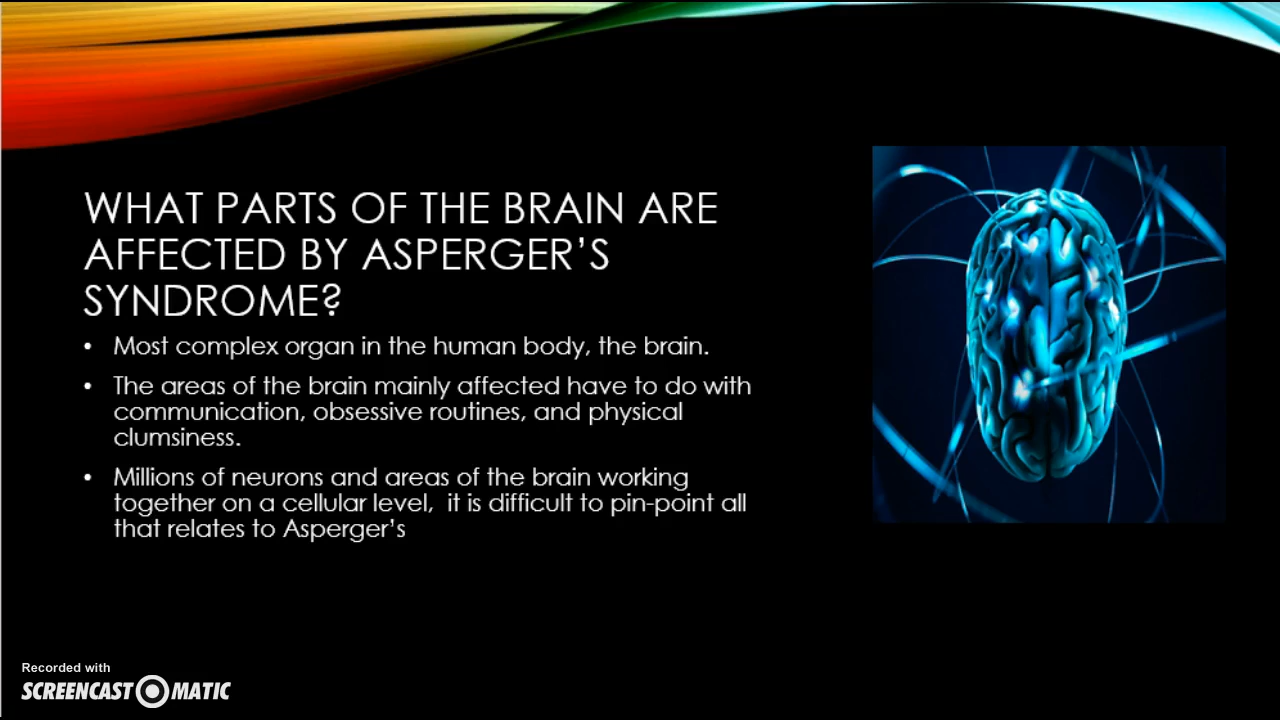 WHAT PARTS OF THE BRAIN ARE
AFFECTED BY ASPERGER’S
SYNDROME?
• Most complex organ in the human body, the brain.
• The areas of the brain mainly affected have to do with
communication, obsessive routines, and physical
clumsiness.
• Millions of neurons and areas of the brain working
together on a cellular level,  it is difficult to pin-point all
that relates to Asperger’s
Recorded with
SCREENCAST MATIC